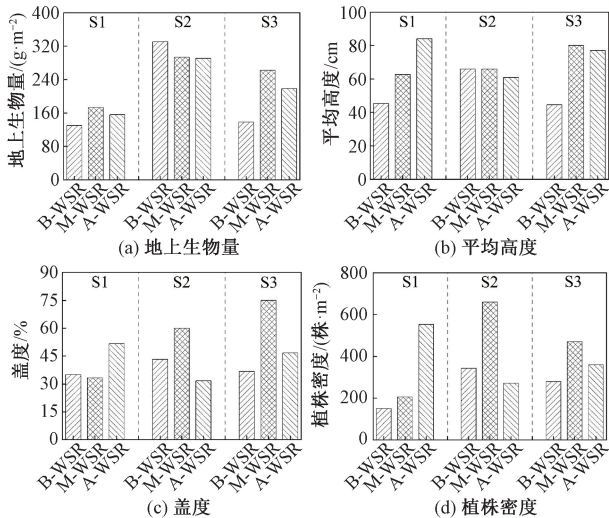 地上生物量/(g·m⁻²)
400
320
240
160
80
0
S1
S2
S3
B-WSR
M-WSR
A-WSR
B-WSR
M-WSR
A-WSR
B-WSR
M-WSR
A-WSR
(a) 地上生物量
平均高度/cm
100
80
60
40
20
0
S1
S2
S3
B-WSR
M-WSR
A-WSR
B-WSR
M-WSR
A-WSR
B-WSR
M-WSR
A-WSR
(b) 平均高度
盖度/%
90
75
60
45
30
15
0
S1
S2
S3
B-WSR
M-WSR
A-WSR
B-WSR
M-WSR
A-WSR
B-WSR
M-WSR
A-WSR
(c) 盖度
植株密度/(株·m⁻²)
800
600
400
200
0
S1
S2
S3
B-WSR
M-WSR
A-WSR
B-WSR
M-WSR
A-WSR
B-WSR
M-WSR
A-WSR
(d) 植株密度